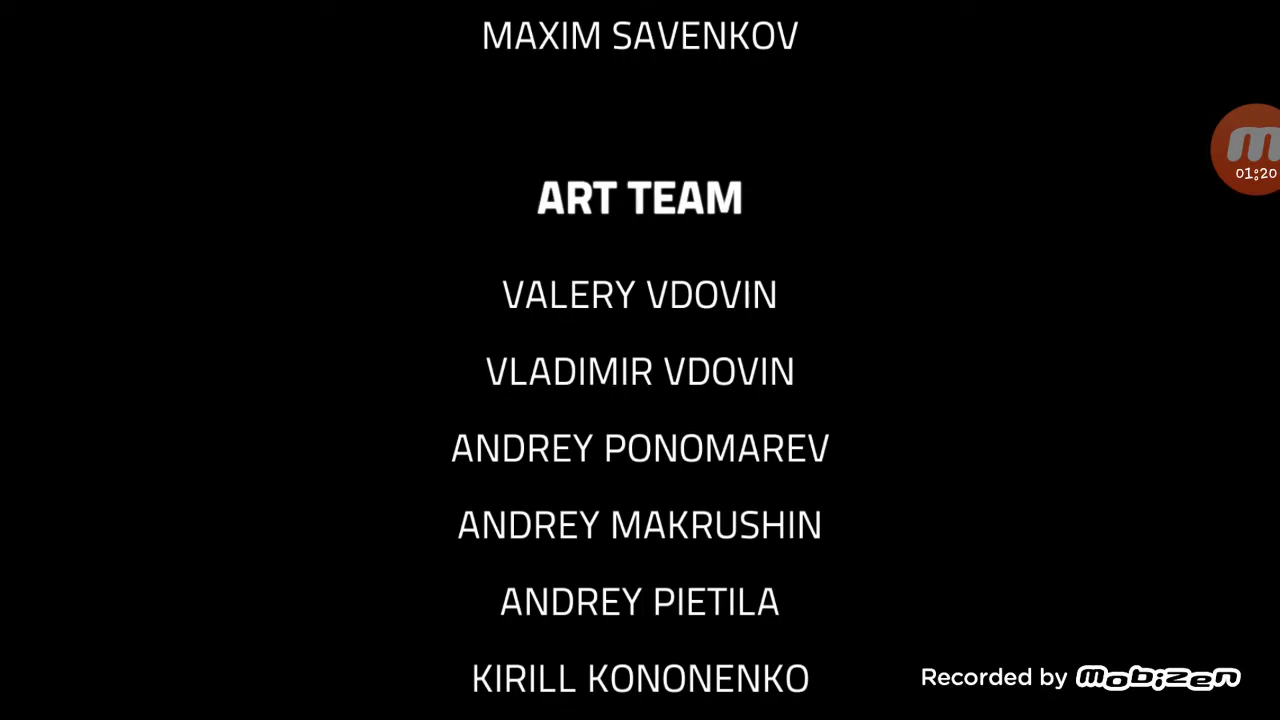 MAXIM SAVENKOV
ART TEAM
01:20
VALERY VDOVIN
VLADIMIR VDOVIN
ANDREY PONOMAREV
ANDREY MAKRUSHIN
ANDREY PIETILA
KIRILL KONONENKO
Recorded by mobizen